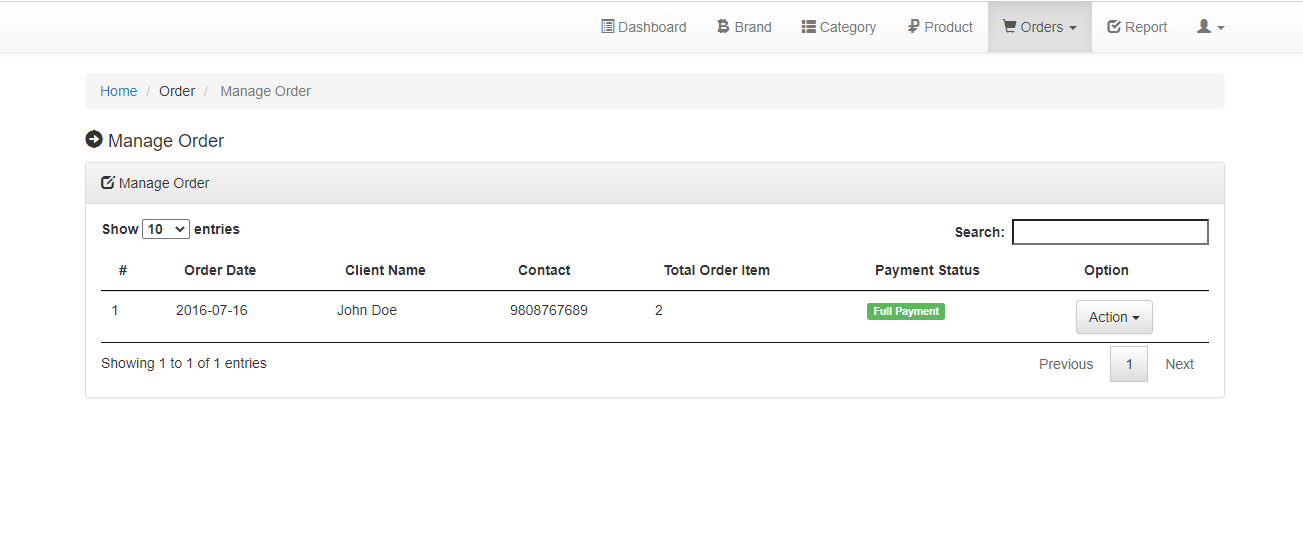 Dashboard Brand Category Product Orders Report
Home / Order / Manage Order
Manage Order
Manage Order
Show 10 entries Search:
# Order Date Client Name Contact Total Order Item Payment Status Option
1 2016-07-16 John Doe 9808767689 2 Full Payment Action
Showing 1 to 1 of 1 entries Previous 1 Next